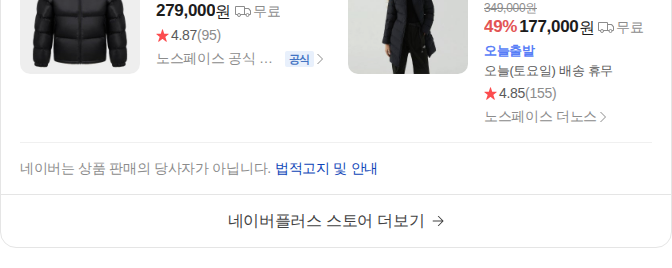 279,000원 무료
4.87(95)
노스페이스 공식 ... 공식
349,000원
49% 177,000원 무료
오늘출발
오늘(토요일) 배송 휴무
4.85(155)
노스페이스 더노스
네이버는 상품 판매의 당사자가 아닙니다. 법적고지 및 안내
네이버플러스 스토어 더보기